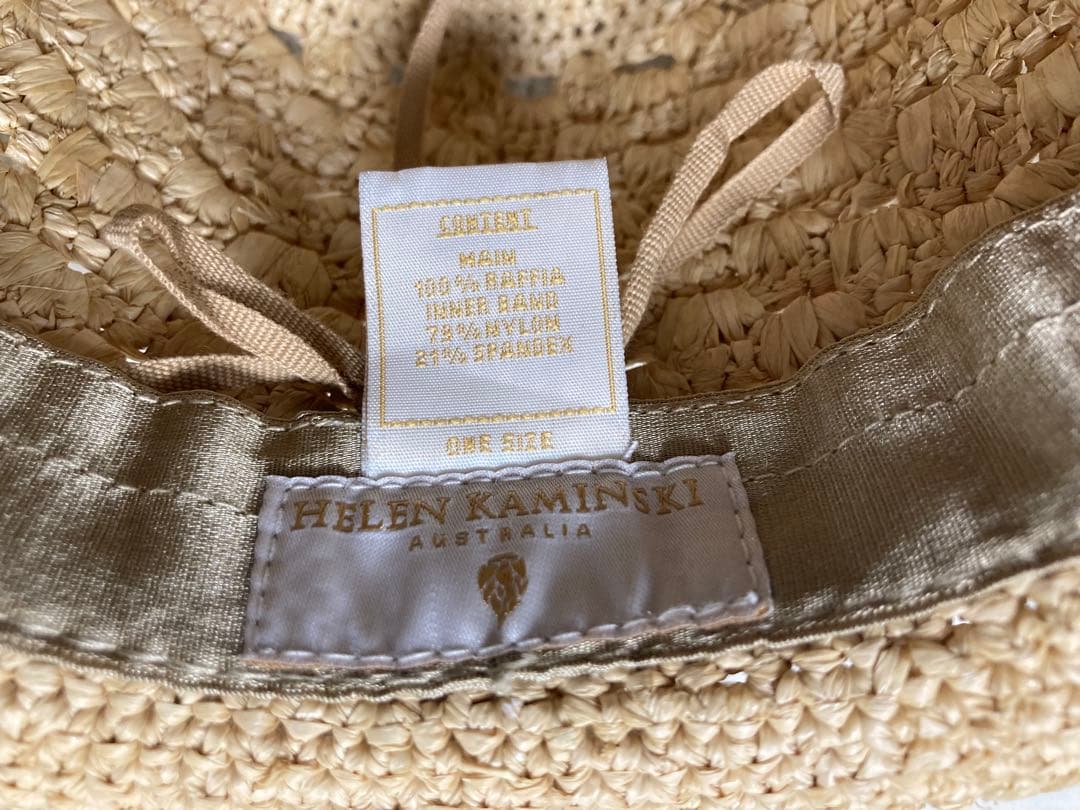 CONTENT
MAIN
100% RAFFIA
INNER BAND
79% NYLON
21% SPANDEX
ONE SIZE
HELEN KAMINSKI
AUSTRALIA